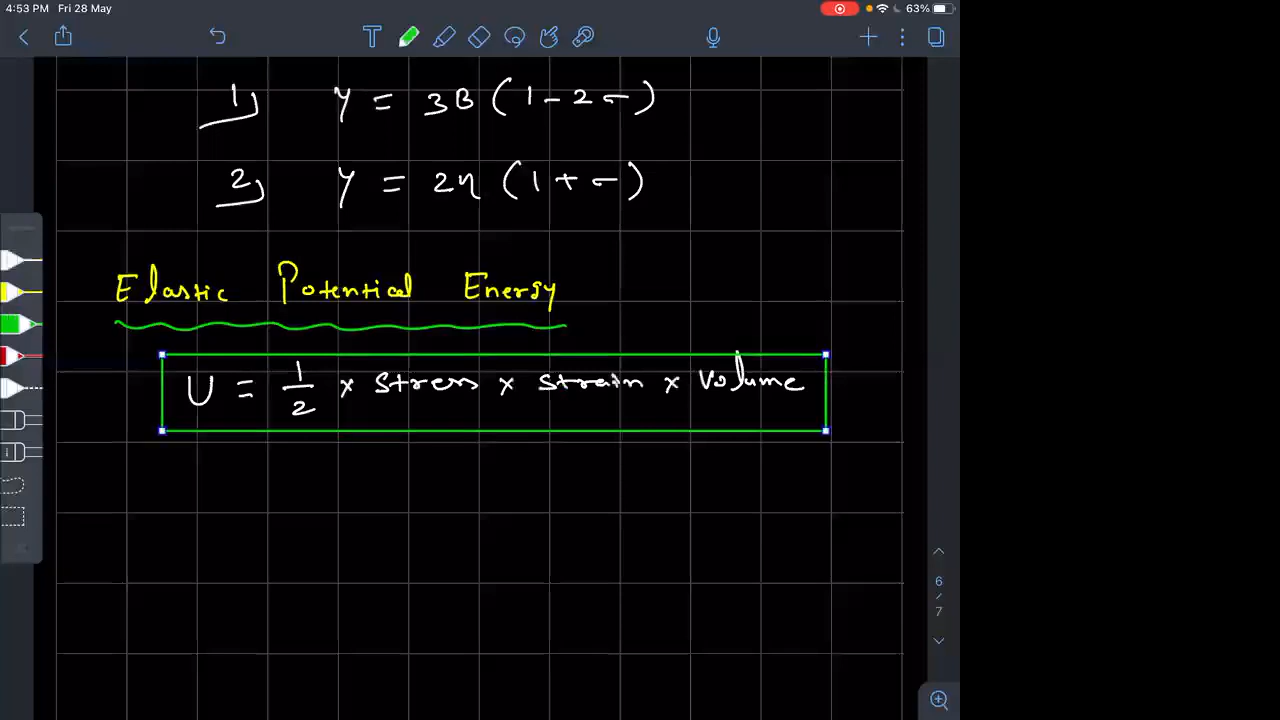 4:53 PM Fri 28 May 63%
1) Y = 3B (1 - 2σ)
2) Y = 2η (1 + σ)
Elastic Potential Energy
U = 1/2 × stress × strain × volume
6
/
7